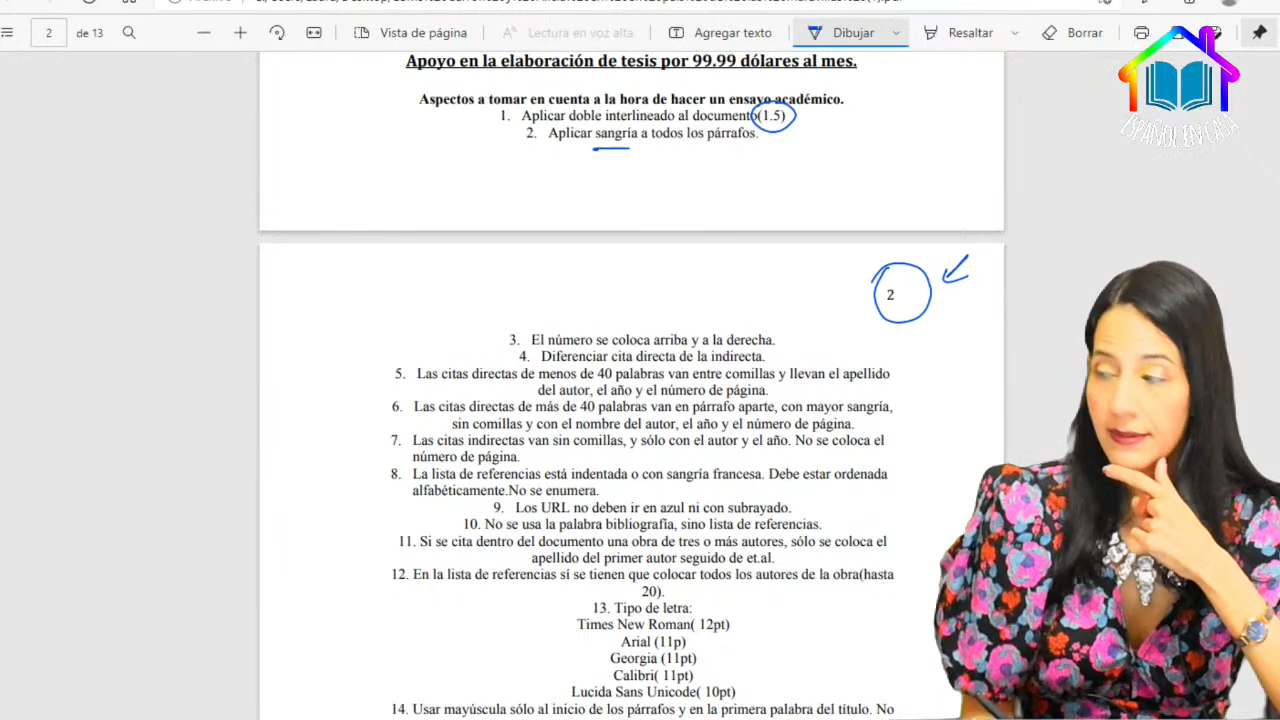 2
de 13
Vista de página
Lectura en voz alta
Agregar texto
Dibujar
Resaltar
Borrar
Apoyo en la elaboración de tesis por 99.99 dólares al mes.
Aspectos a tomar en cuenta a la hora de hacer un ensayo académico.
1. Aplicar doble interlineado al documento(1.5)
2. Aplicar sangría a todos los párrafos.
2
3. El número se coloca arriba y a la derecha.
4. Diferenciar cita directa de la indirecta.
5. Las citas directas de menos de 40 palabras van entre comillas y llevan el apellido
del autor, el año y el número de página.
6. Las citas directas de más de 40 palabras van en párrafo aparte, con mayor sangría,
sin comillas y con el nombre del autor, el año y el número de página.
7. Las citas indirectas van sin comillas, y sólo con el autor y el año. No se coloca el
número de página.
8. La lista de referencias está indentada o con sangría francesa. Debe estar ordenada
alfabéticamente.No se enumera.
9. Los URL no deben ir en azul ni con subrayado.
10. No se usa la palabra bibliografía, sino lista de referencias.
11. Si se cita dentro del documento una obra de tres o más autores, sólo se coloca el
apellido del primer autor seguido de et.al.
12. En la lista de referencias sí se tienen que colocar todos los autores de la obra(hasta
20).
13. Tipo de letra:
Times New Roman( 12pt)
Arial (11p)
Georgia (11pt)
Calibri( 11pt)
Lucida Sans Unicode( 10pt)
14. Usar mayúscula sólo al inicio de los párrafos y en la primera palabra del título. No
ESPAÑOL EN CASA